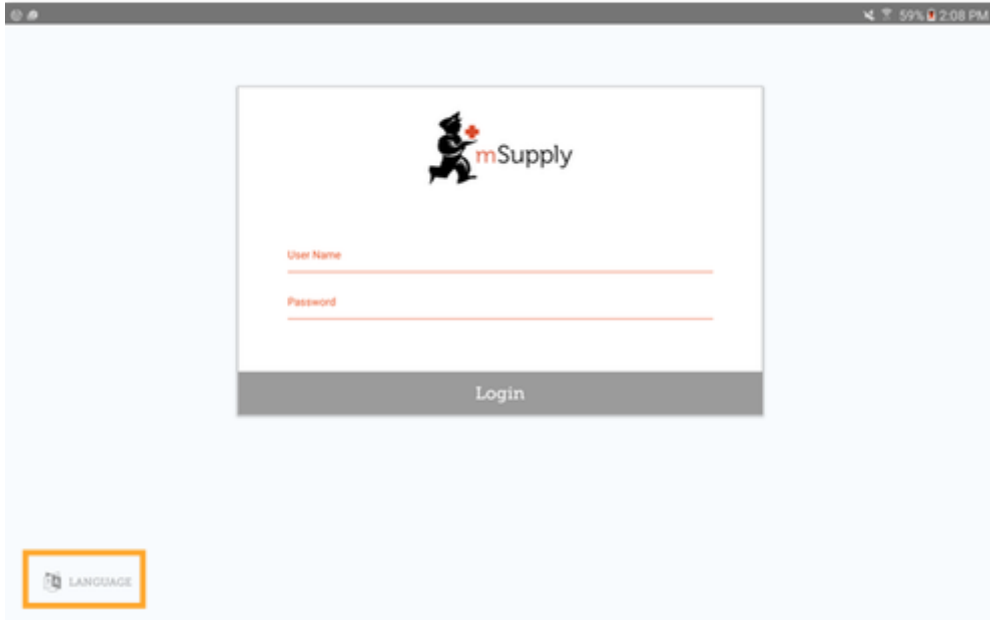 59% 2:08 PM
mSupply
User Name
Password
Login
LANGUAGE